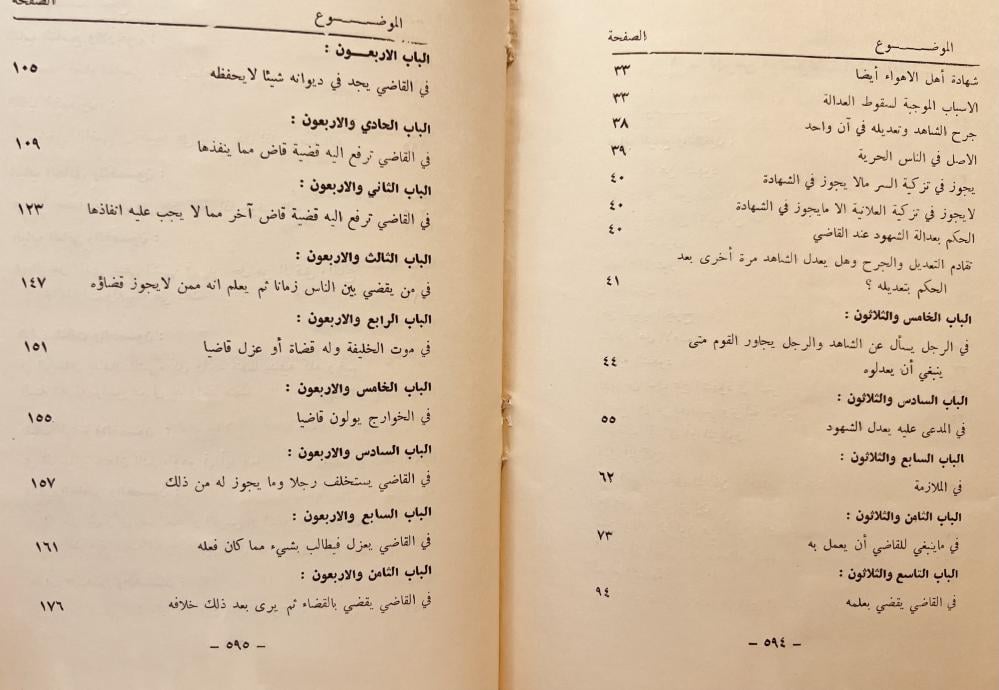 الموضـــــوع الصفحة
شهادة أهل الاهواء أيضا ٣٣
الاسباب الموجبة لسقوط العدالة ٣٣
جرح الشاهد وتعديله في آن واحد ٣٨
الاصل في الناس الحرية ٣٩
يجوز في تزكية السر مالا يجوز في الشهادة ٤٠
لايجوز في تزكية العلانية الا مايجوز في الشهادة ٤٠
الحكم بعدالة الشهود عند القاضي ٤٠
تقادم التعديل والجرح وهل يعدل الشاهد مرة أخرى بعد
الحكم بتعديله ؟ ٤١
الباب الخامس والثلاثون :
في الرجل يسأل عن الشاهد والرجل يجاور القوم متى
ينبغي أن يعدلوه ٤٤
الباب السادس والثلاثون :
في المدعى عليه يعدل الشهود ٥٥
الباب السابع والثلاثون :
في الملازمة ٦٢
الباب الثامن والثلاثون :
في ماينبغي للقاضي أن يعمل به ٧٣
الباب التاسع والثلاثون :
في القاضي يقضي بعلمه ٩٤
– ٥٩٤ –
الموضـــــوع الصفحة
الباب الاربعــون :
في القاضي يجد في ديوانه شيئا لايحفظه ١٠٥
الباب الحادي والاربعون :
في القاضي ترفع اليه قضية قاض مما ينفذها ١٠٩
الباب الثاني والاربعون :
في القاضي ترفع اليه قضية قاض آخر مما لا يجب عليه انفاذها ١٢٣
الباب الثالث والاربعون :
في من يقضي بين الناس زمانا ثم يعلم انه ممن لايجوز قضاؤه ١٤٧
الباب الرابع والاربعون :
في موت الخليفة وله قضاة أو عزل قاضيا ١٥١
الباب الخامس والاربعون :
في الخوارج يولون قاضيا ١٥٥
الباب السادس والاربعون :
في القاضي يستخلف رجلا وما يجوز له من ذلك ١٥٧
الباب السابع والاربعون :
في القاضي يعزل فيطالب بشيء مما كان فعله ١٦١
الباب الثامن والاربعون :
في القاضي يقضي بالقضاء ثم يرى بعد ذلك خلافه ١٧٦
– ٥٩٥ –